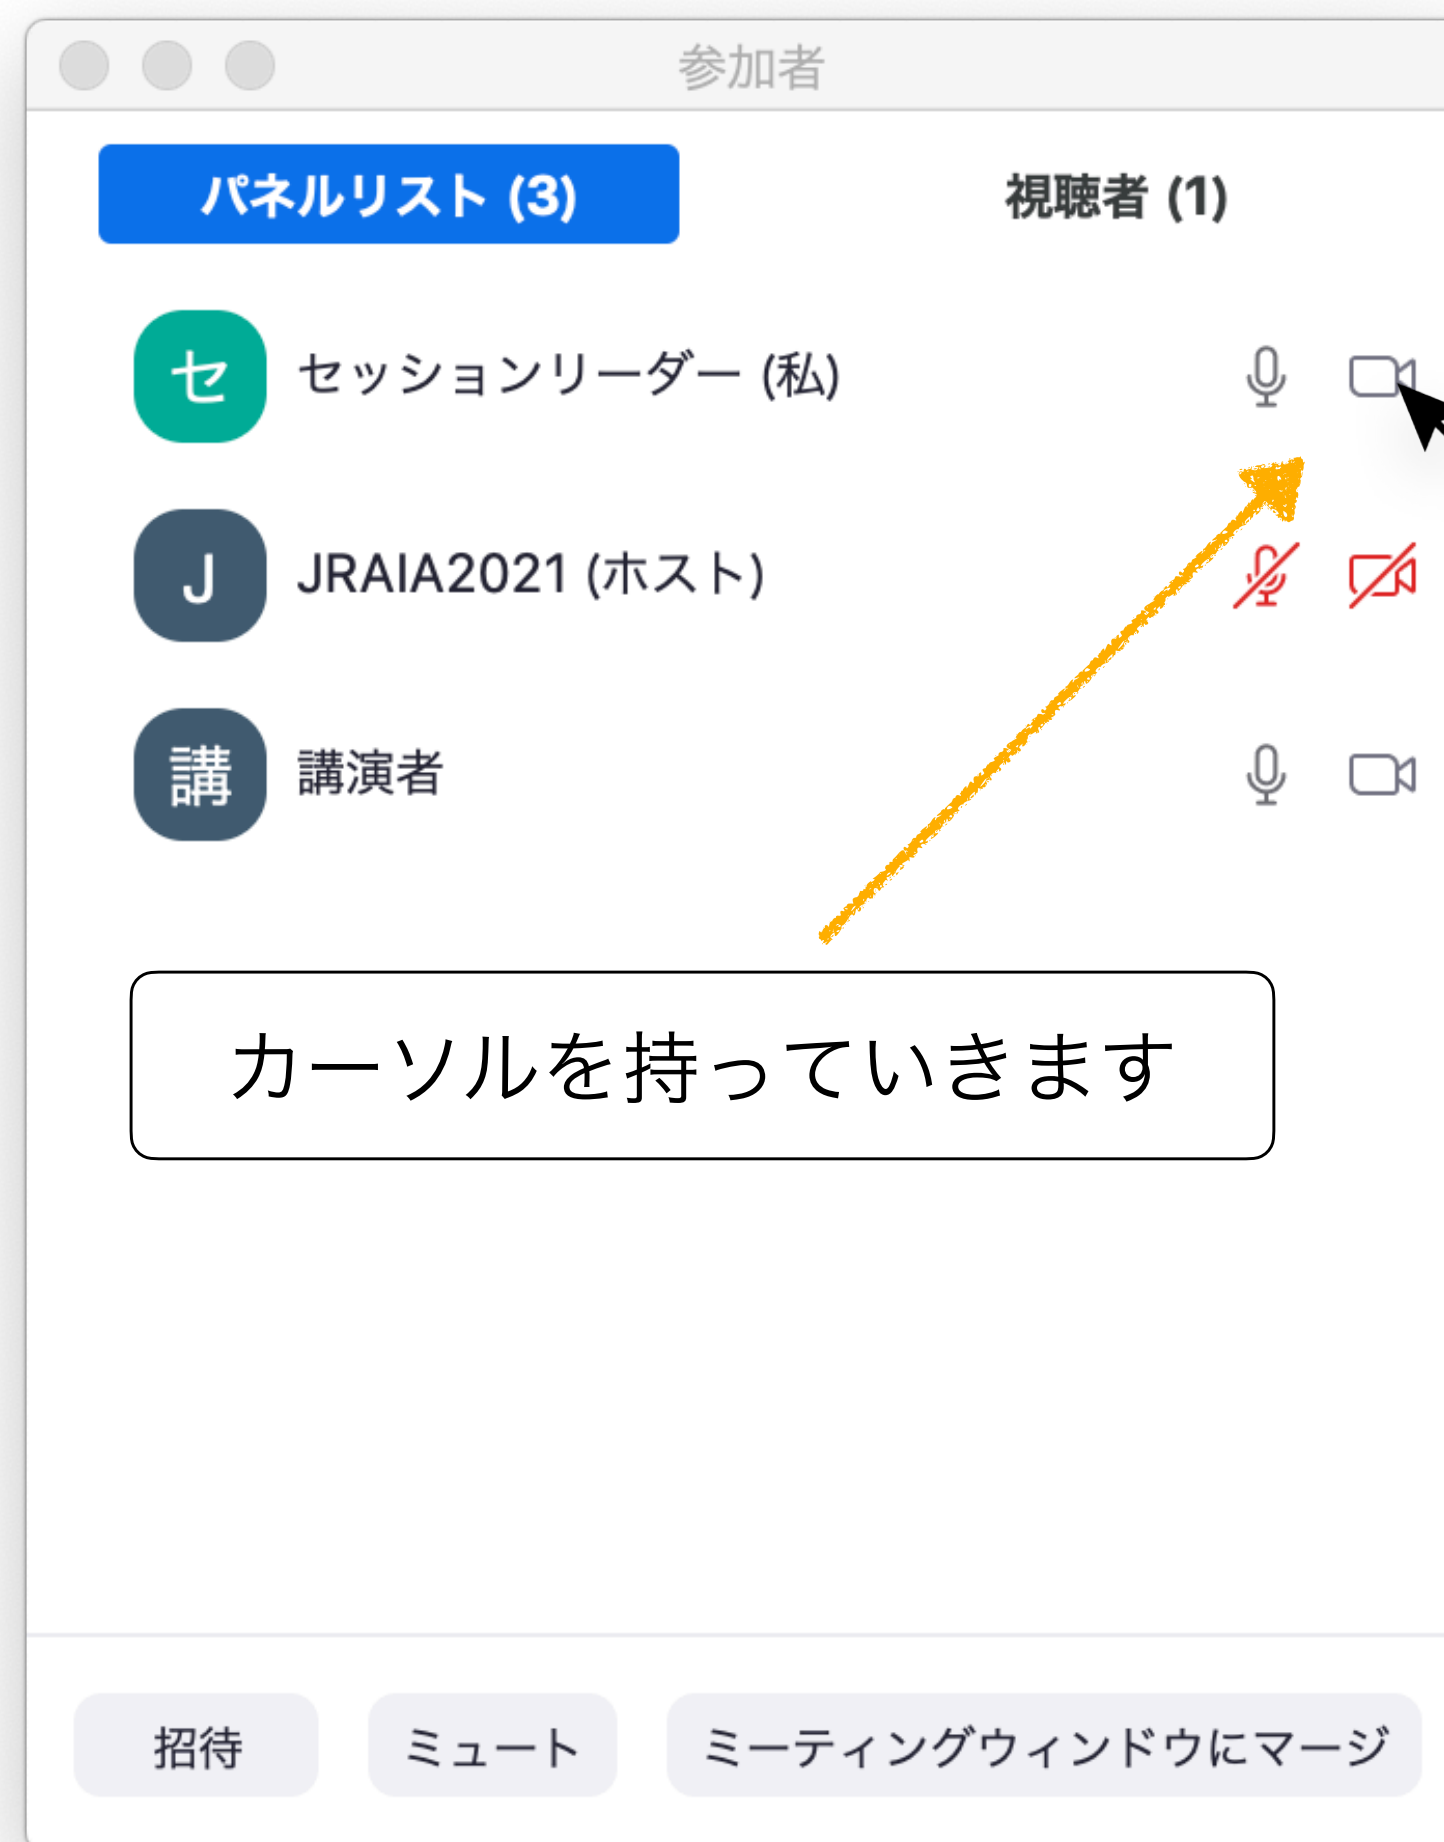 参加者
パネルリスト (3)
視聴者 (1)
セ
セッションリーダー (私)
J
JRAIA2021 (ホスト)
講
講演者
カーソルを持っていきます
招待
ミュート
ミーティングウィンドウにマージ